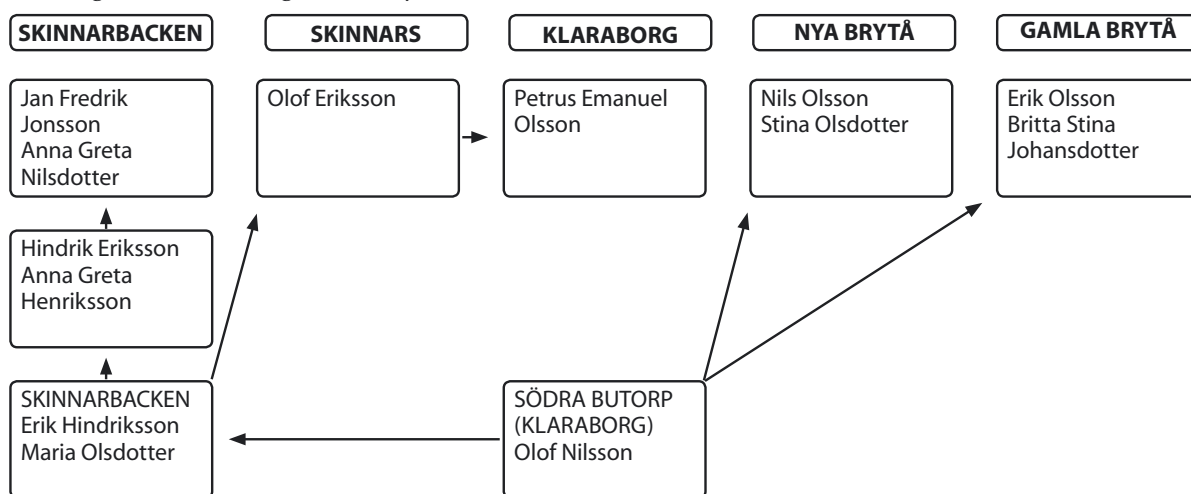 SKINNARBACKEN
SKINNARS
KLARABORG
NYA BRYTÅ
GAMLA BRYTÅ
Jan Fredrik
Jonsson
Anna Greta
Nilsdotter
Olof Eriksson
Petrus Emanuel
Olsson
Nils Olsson
Stina Olsdotter
Erik Olsson
Britta Stina
Johansdotter
Hindrik Eriksson
Anna Greta
Henriksson
SKINNARBACKEN
Erik Hindriksson
Maria Olsdotter
SÖDRA BUTORP
(KLARABORG)
Olof Nilsson